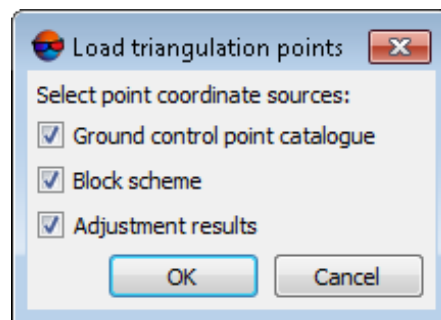 Load triangulation points
Select point coordinate sources:
Ground control point catalogue
Block scheme
Adjustment results
OK Cancel